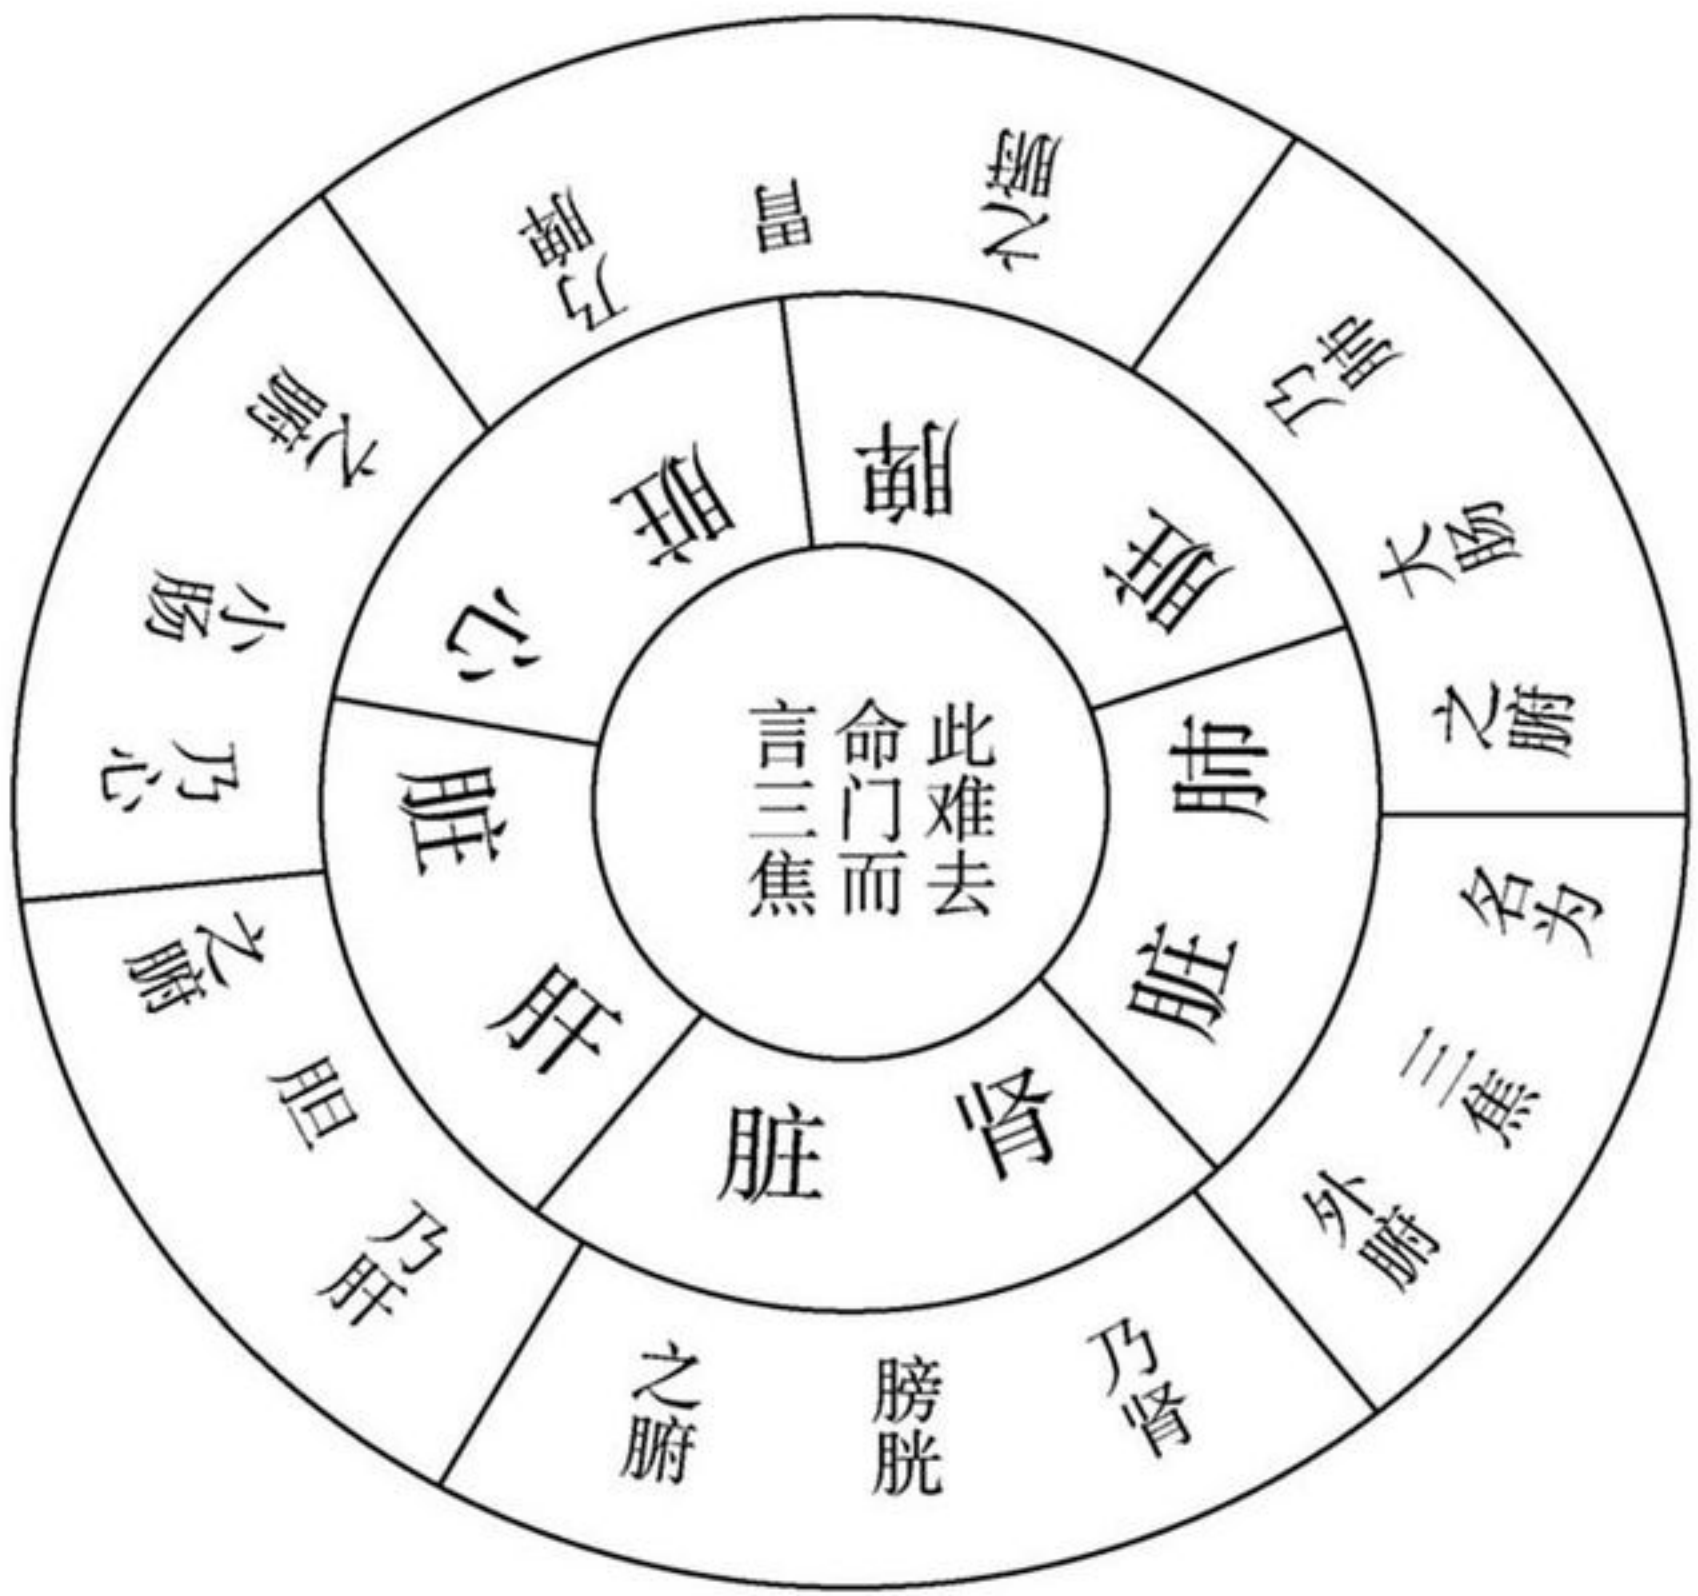 此难去
命门而
言三焦
心脏
脾脏
肺脏
肾脏
肝脏
乃脾
胃
之腑
乃肺
大肠
之腑
名为
三焦
外腑
乃肾
膀胱
之腑
乃肝
胆
之腑
乃心
小肠
之腑